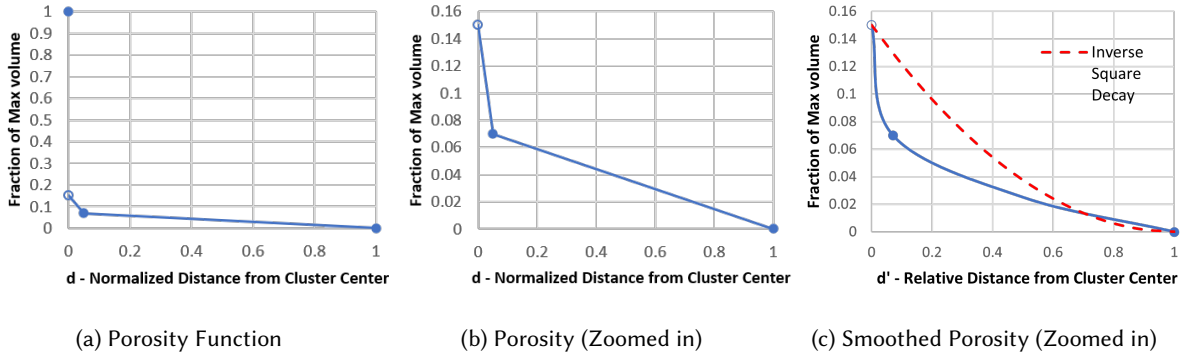 1
0.9
0.8
0.7
0.6
0.5
0.4
0.3
0.2
0.1
0
Fraction of Max volume
0 0.2 0.4 0.6 0.8 1
d - Normalized Distance from Cluster Center
(a) Porosity Function
0.16
0.14
0.12
0.1
0.08
0.06
0.04
0.02
0
Fraction of Max volume
0 0.2 0.4 0.6 0.8 1
d - Normalized Distance from Cluster Center
(b) Porosity (Zoomed in)
0.16
0.14
0.12
0.1
0.08
0.06
0.04
0.02
0
Fraction of Max volume
Inverse
Square
Decay
0 0.2 0.4 0.6 0.8 1
d' - Relative Distance from Cluster Center
(c) Smoothed Porosity (Zoomed in)